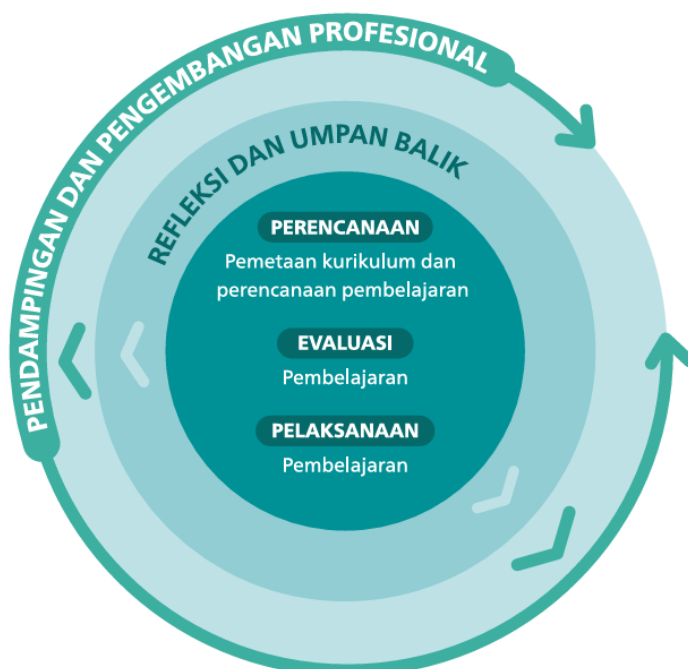 PENDAMPINGAN DAN PENGEMBANGAN PROFESIONAL
REFLEKSI DAN UMPAN BALIK
PERENCANAAN
Pemetaan kurikulum dan
perencanaan pembelajaran
EVALUASI
Pembelajaran
PELAKSANAAN
Pembelajaran